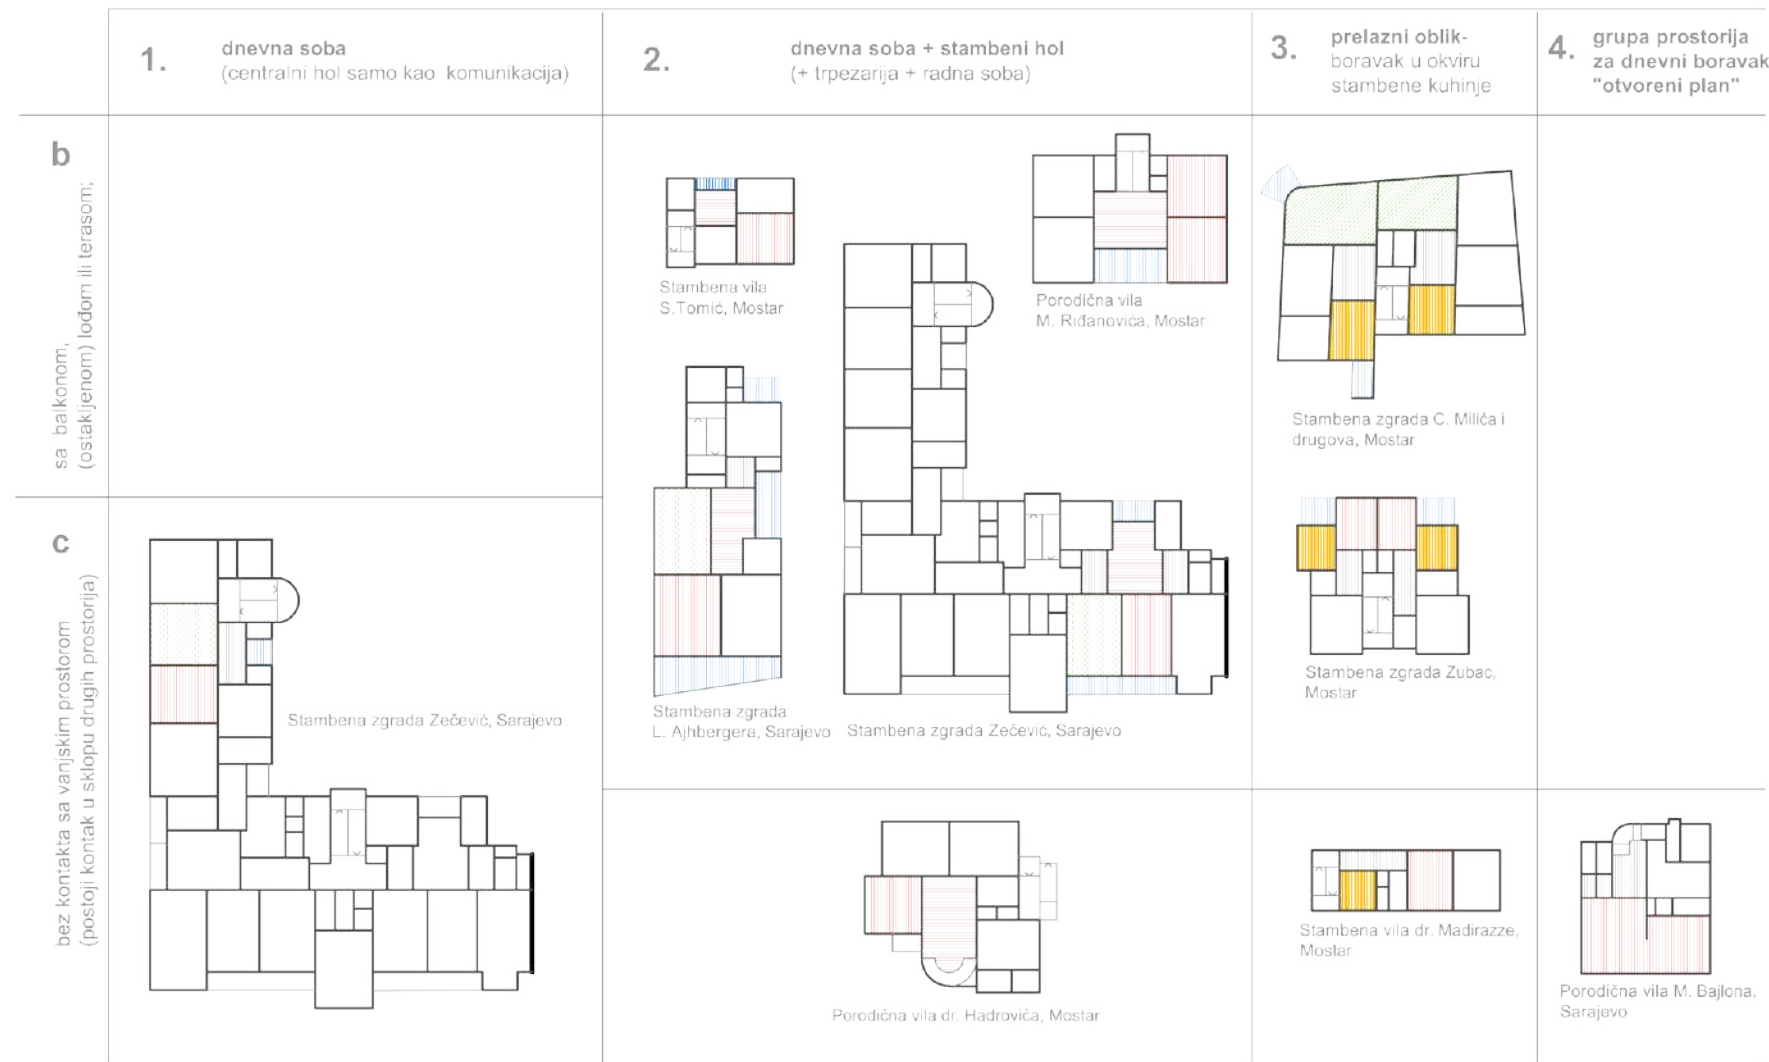 1.
dnevna soba
(centralni hol samo kao komunikacija)
2.
dnevna soba + stambeni hol
(+ trpezarija + radna soba)
3.
prelazni oblik-
boravak u okviru
stambene kuhinje
4.
grupa prostorija
za dnevni boravak
"otvoreni plan"
b
sa balkonom,
(ostakljenom) lođom ili terasom;
Stambena vila
S.Tomić, Mostar
Porodična vila
M. Riđanovića, Mostar
Stambena zgrada
L. Ajhbergera, Sarajevo
Stambena zgrada Zečević, Sarajevo
Stambena zgrada C. Milića i
drugova, Mostar
Stambena zgrada Zubac,
Mostar
c
bez kontakta sa vanjskim prostorom
(postoji kontak u sklopu drugih prostorija)
Stambena zgrada Zečević, Sarajevo
Porodična vila dr. Hadrovića, Mostar
Stambena vila dr. Madirazze,
Mostar
Porodična vila M. Bajlona,
Sarajevo